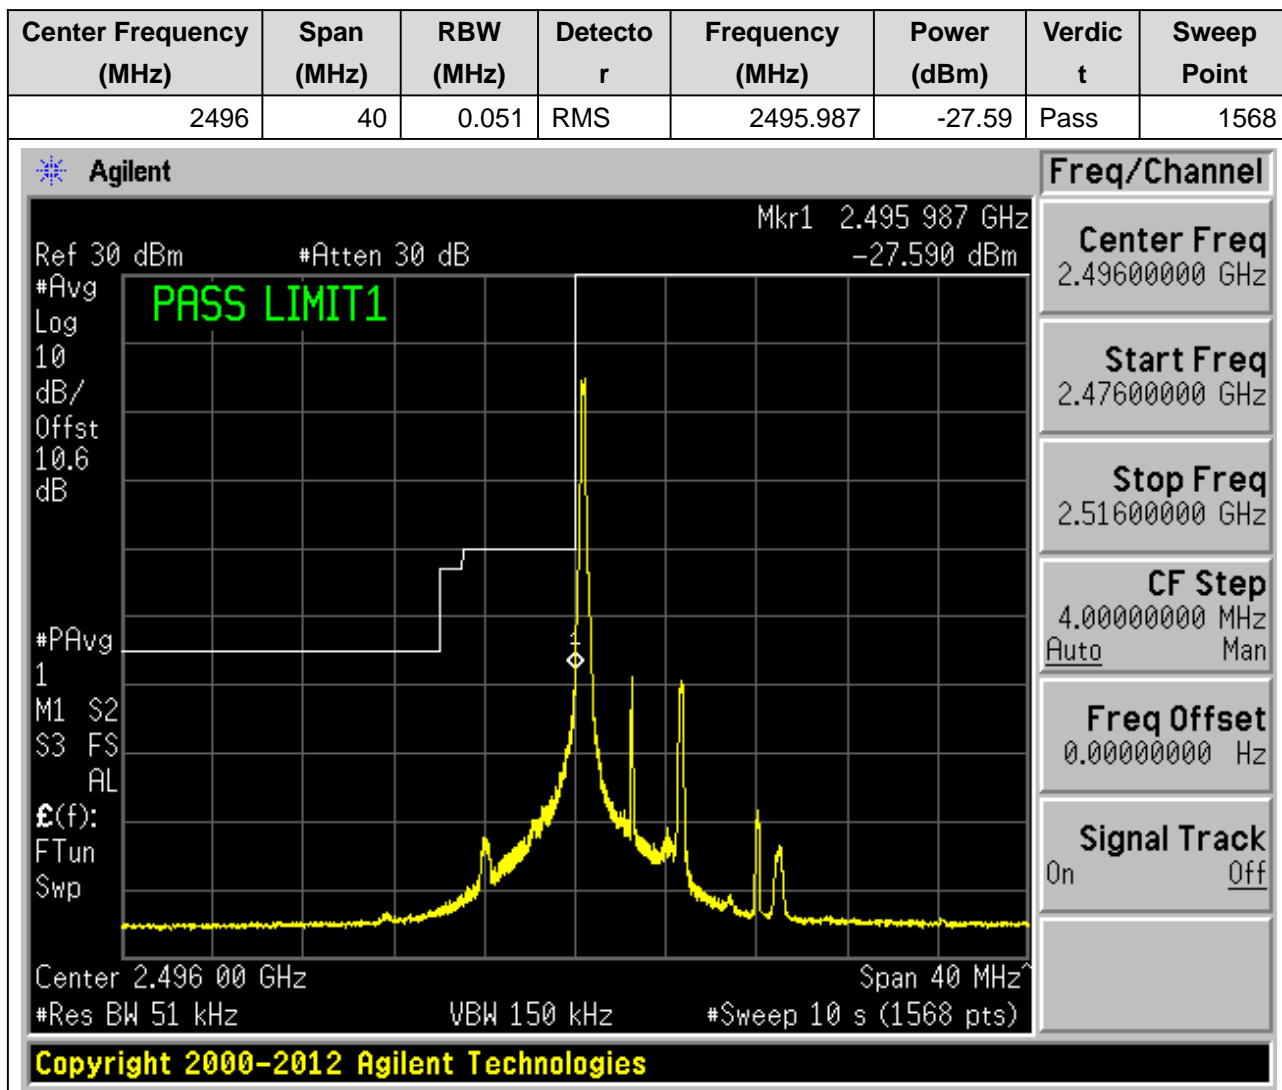 Center Frequency (MHz) | Span (MHz) | RBW (MHz) | Detecto r | Frequency (MHz) | Power (dBm) | Verdic t | Sweep Point
2496 | 40 | 0.051 | RMS | 2495.987 | -27.59 | Pass | 1568
Agilent
Freq/Channel
Mkr1 2.495 987 GHz
Ref 30 dBm #Atten 30 dB -27.590 dBm
#Avg
Log
10
dB/
Offst
10.6
dB
PASS LIMIT1
#PAvg
1
M1 S2
S3 FS
AL
£(f):
FTun
Swp
1
Center 2.496 00 GHz Span 40 MHz^
#Res BW 51 kHz VBW 150 kHz #Sweep 10 s (1568 pts)
Copyright 2000-2012 Agilent Technologies
Center Freq
2.49600000 GHz
Start Freq
2.47600000 GHz
Stop Freq
2.51600000 GHz
CF Step
4.00000000 MHz
Auto Man
Freq Offset
0.00000000 Hz
Signal Track
On Off